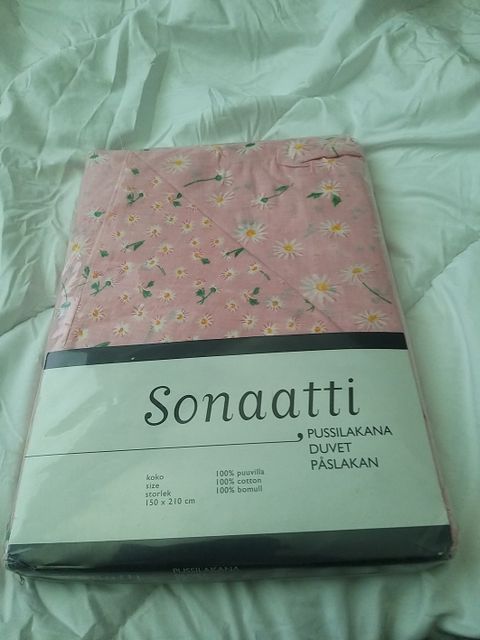 Sonaatti
PUSSILAKANA
DUVET
PÅSLAKAN
koko
size
storlek
150 x 210 cm
100% puuvilla
100% cotton
100% bomull
PUSSILAKANA